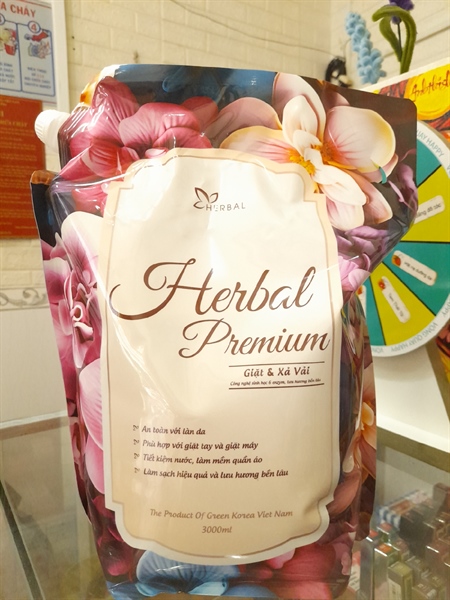 HERBAL
Herbal
Premium
Giặt & Xả Vải
Công nghệ sinh học & enzym, lưu hương bền lâu
An toàn với làn da
Phù hợp với giặt tay và giặt máy
Tiết kiệm nước, làm mềm quần áo
Làm sạch hiệu quả và lưu hương bền lâu
The Product Of Green Korea Viet Nam
3000ml
A CHÁY
4